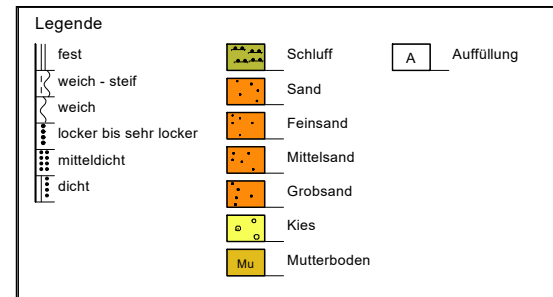 Legende
fest
weich - steif
weich
locker bis sehr locker
mitteldicht
dicht
Schluff
Sand
Feinsand
Mittelsand
Grobsand
Kies
Mu Mutterboden
A Auffüllung